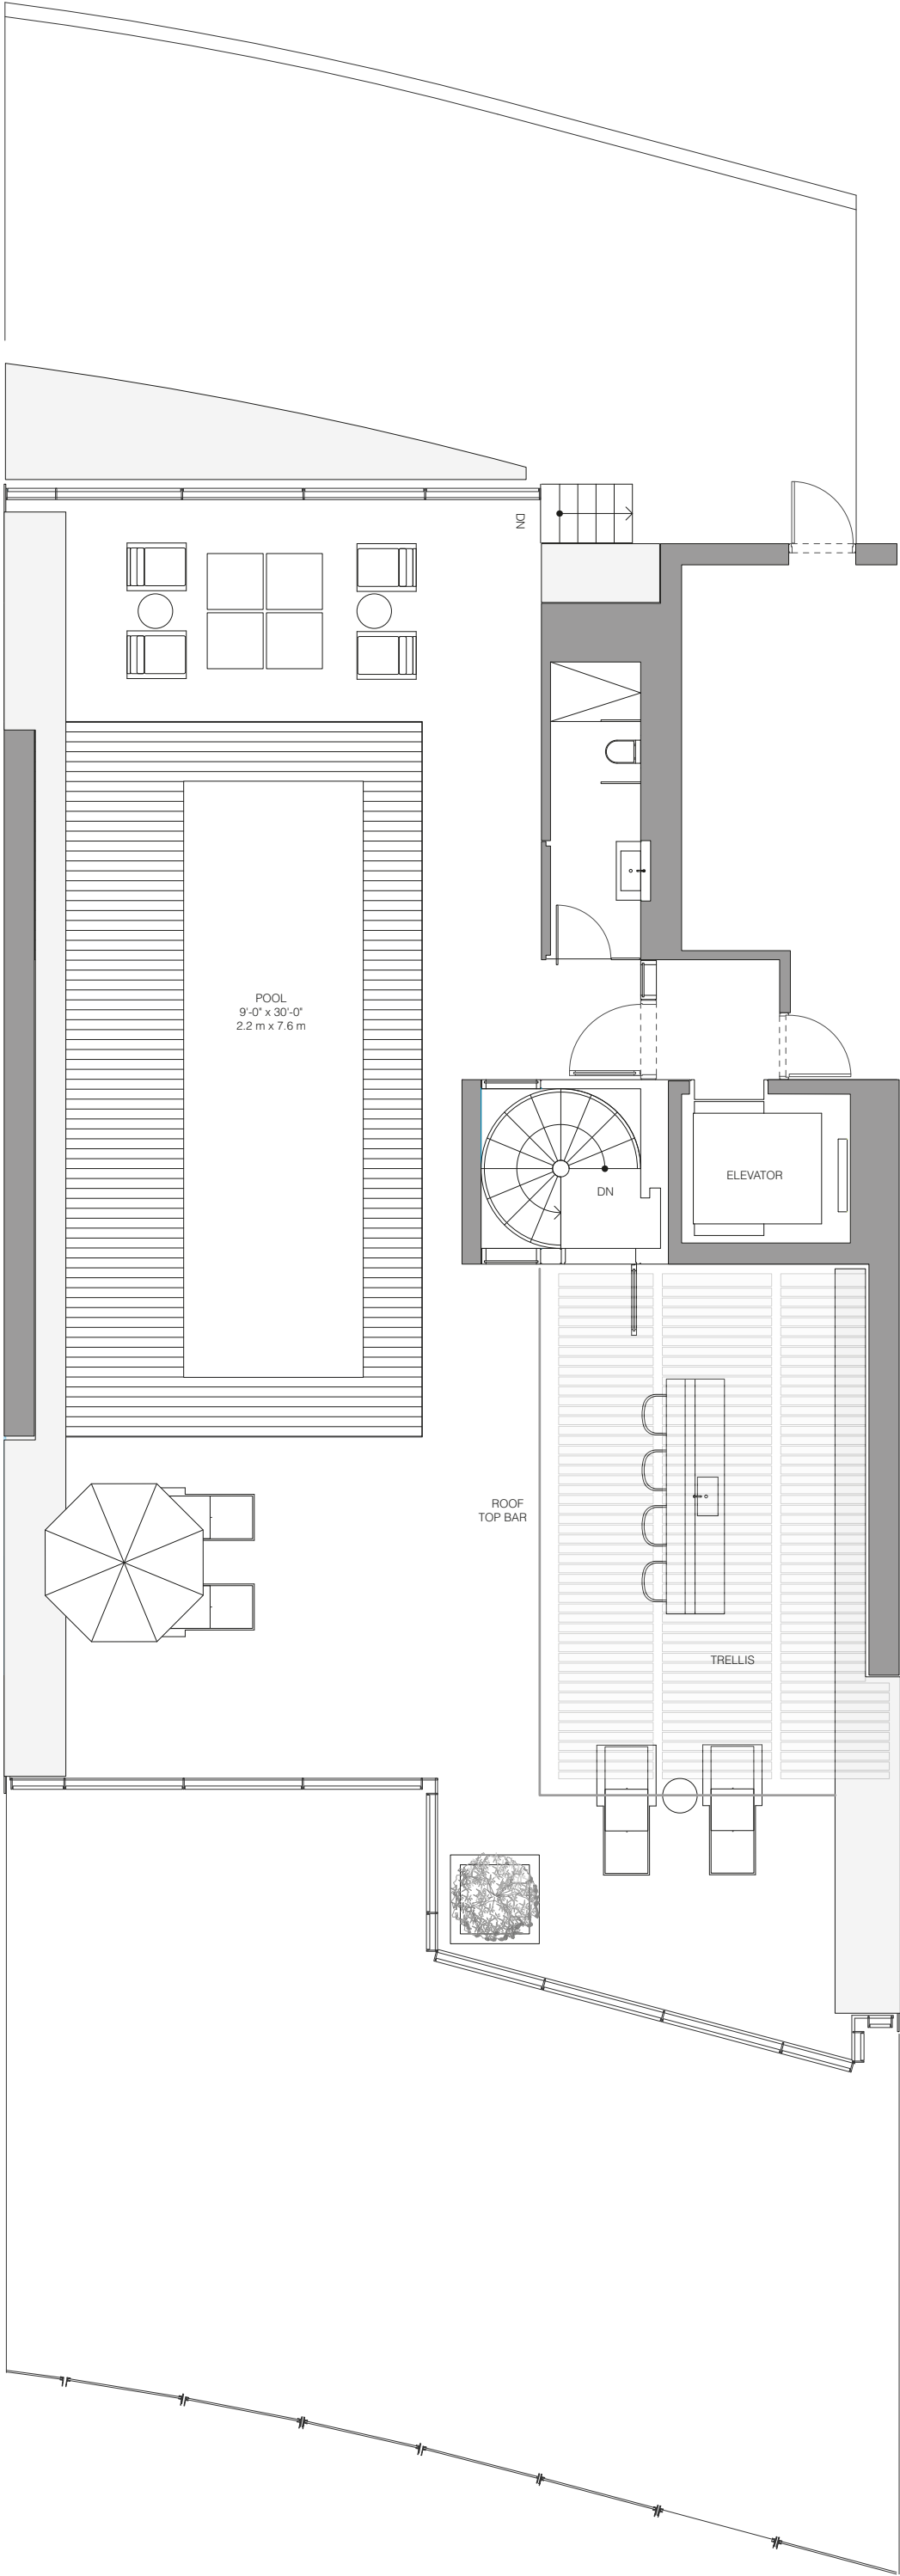 DN
POOL
9'-0" x 30'-0"
2.2 m x 7.6 m
ELEVATOR
DN
ROOF
TOP BAR
TRELLIS